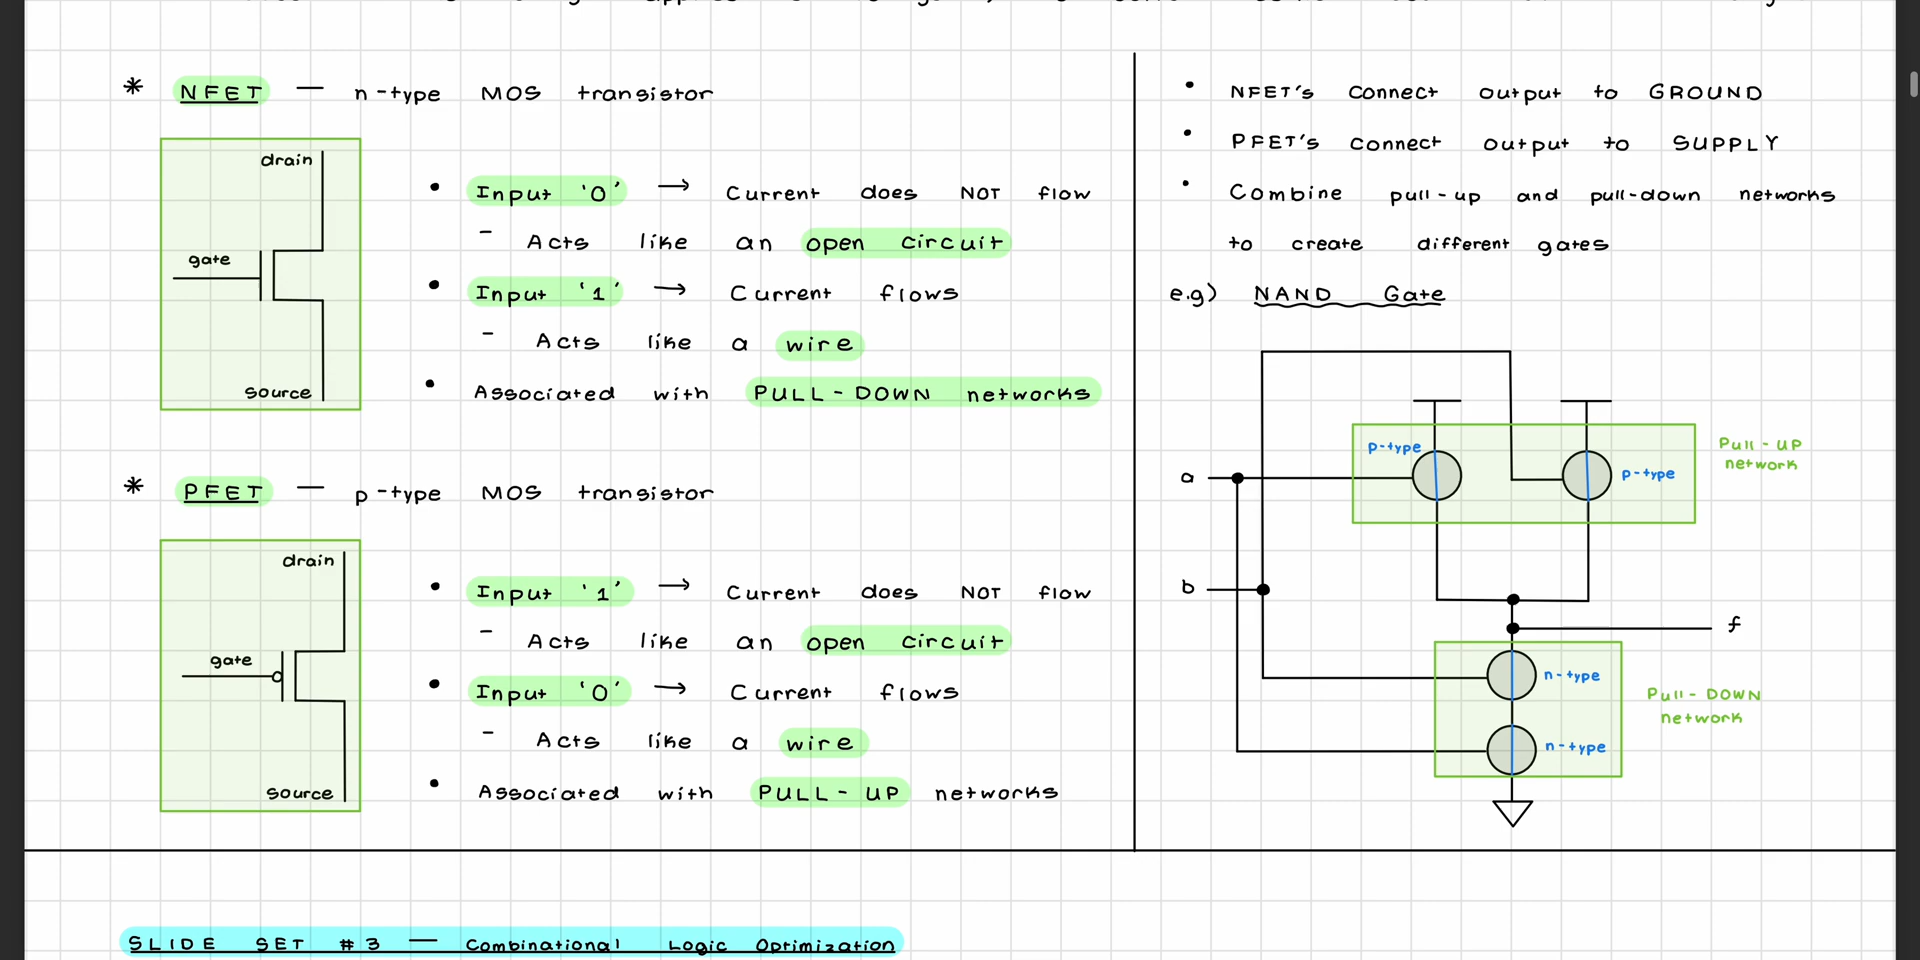 * NFET — n-type MOS transistor
drain
gate
source
• Input '0' → Current does NOT flow
- Acts like an open circuit
• Input '1' → Current flows
- Acts like a wire
• Associated with PULL-DOWN networks
* PFET — p-type MOS transistor
drain
gate
source
• Input '1' → Current does NOT flow
- Acts like an open circuit
• Input '0' → Current flows
- Acts like a wire
• Associated with PULL-UP networks
• NFET's connect output to GROUND
• PFET's connect output to SUPPLY
• Combine pull-up and pull-down networks
to create different gates
e.g) NAND Gate
p-type
p-type
Pull-UP
network
a
b
f
n-type
n-type
Pull-DOWN
network
SLIDE SET #3 — Combinational Logic Optimization